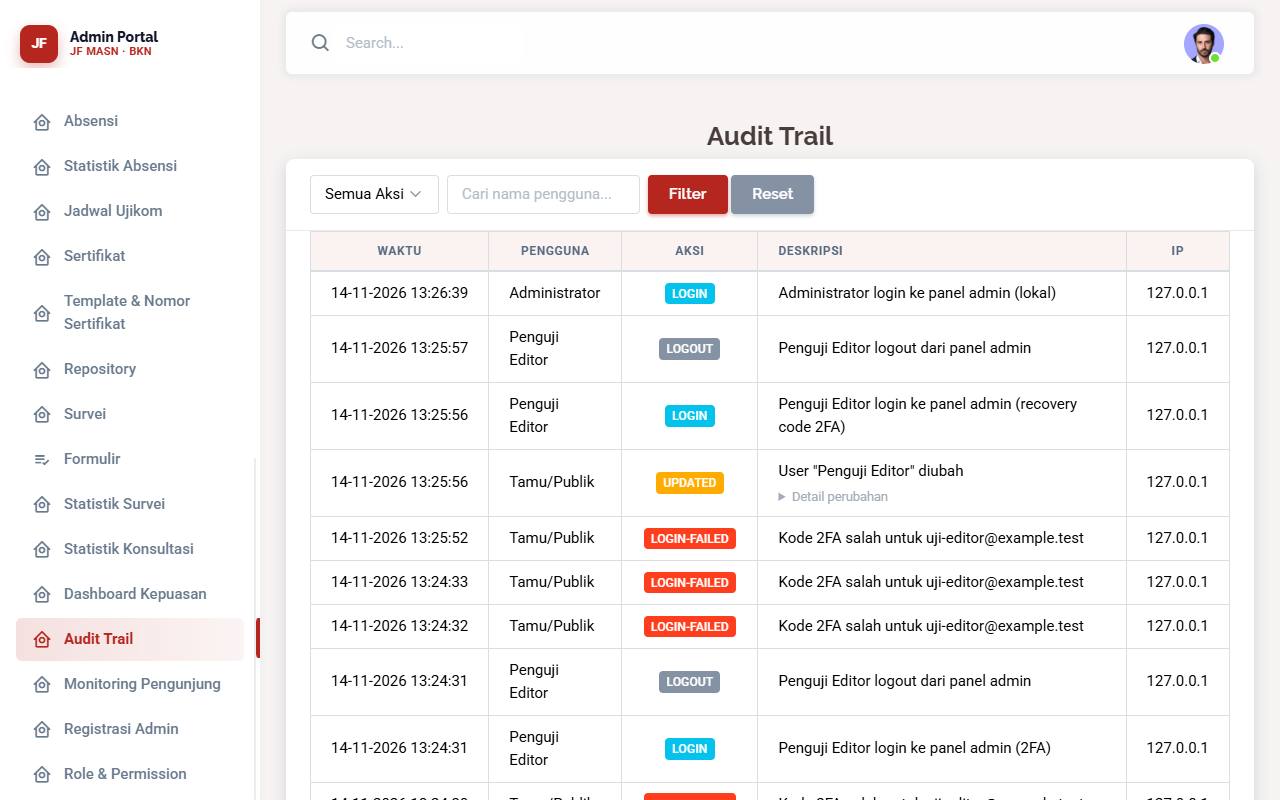 JF
Admin Portal
JF MASN · BKN
Search...
Absensi
Statistik Absensi
Jadwal Ujikom
Sertifikat
Template & Nomor
Sertifikat
Repository
Survei
Formulir
Statistik Survei
Statistik Konsultasi
Dashboard Kepuasan
Audit Trail
Monitoring Pengunjung
Registrasi Admin
Role & Permission
Audit Trail
Semua Aksi
Cari nama pengguna...
Filter
Reset
WAKTU PENGGUNA AKSI DESKRIPSI IP
14-11-2026 13:26:39 Administrator LOGIN Administrator login ke panel admin (lokal) 127.0.0.1
14-11-2026 13:25:57 Penguji
Editor LOGOUT Penguji Editor logout dari panel admin 127.0.0.1
14-11-2026 13:25:56 Penguji
Editor LOGIN Penguji Editor login ke panel admin (recovery
code 2FA) 127.0.0.1
14-11-2026 13:25:56 Tamu/Publik UPDATED User "Penguji Editor" diubah
Detail perubahan 127.0.0.1
14-11-2026 13:25:52 Tamu/Publik LOGIN-FAILED Kode 2FA salah untuk uji-editor@example.test 127.0.0.1
14-11-2026 13:24:33 Tamu/Publik LOGIN-FAILED Kode 2FA salah untuk uji-editor@example.test 127.0.0.1
14-11-2026 13:24:32 Tamu/Publik LOGIN-FAILED Kode 2FA salah untuk uji-editor@example.test 127.0.0.1
14-11-2026 13:24:31 Penguji
Editor LOGOUT Penguji Editor logout dari panel admin 127.0.0.1
14-11-2026 13:24:31 Penguji
Editor LOGIN Penguji Editor login ke panel admin (2FA) 127.0.0.1